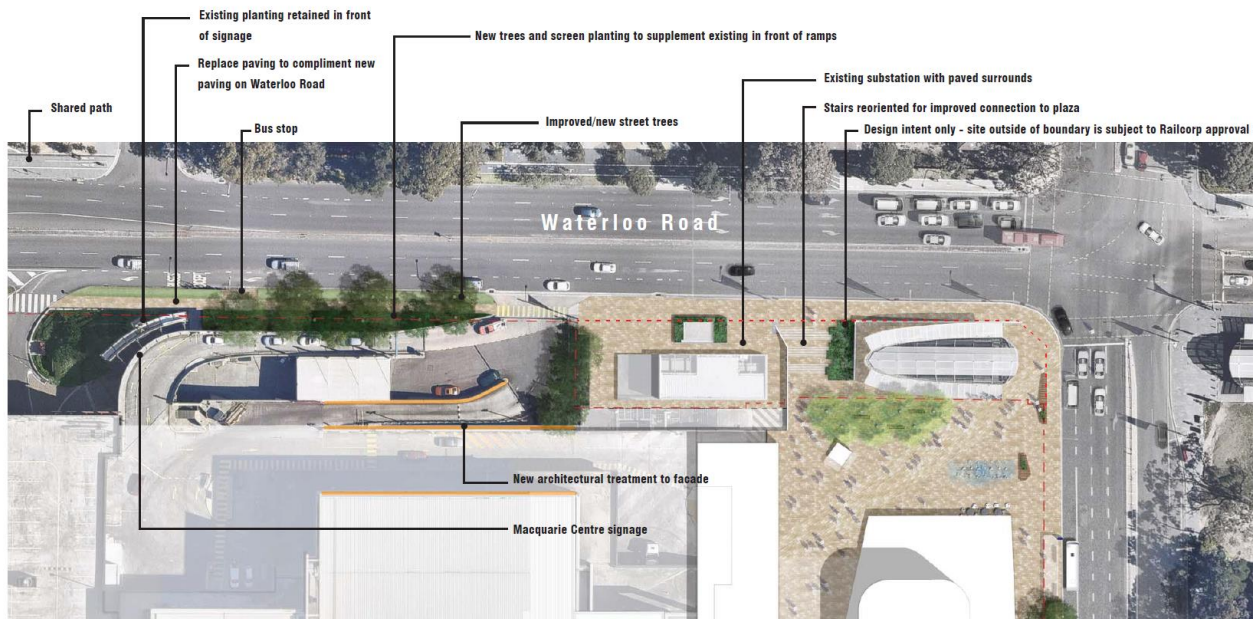 Existing planting retained in front
of signage
New trees and screen planting to supplement existing in front of ramps
Replace paving to compliment new
paving on Waterloo Road
Existing substation with paved surrounds
Shared path
Stairs reoriented for improved connection to plaza
Bus stop
Improved/new street trees
Design intent only - site outside of boundary is subject to Railcorp approval
Waterloo Road
New architectural treatment to facade
Macquarie Centre signage